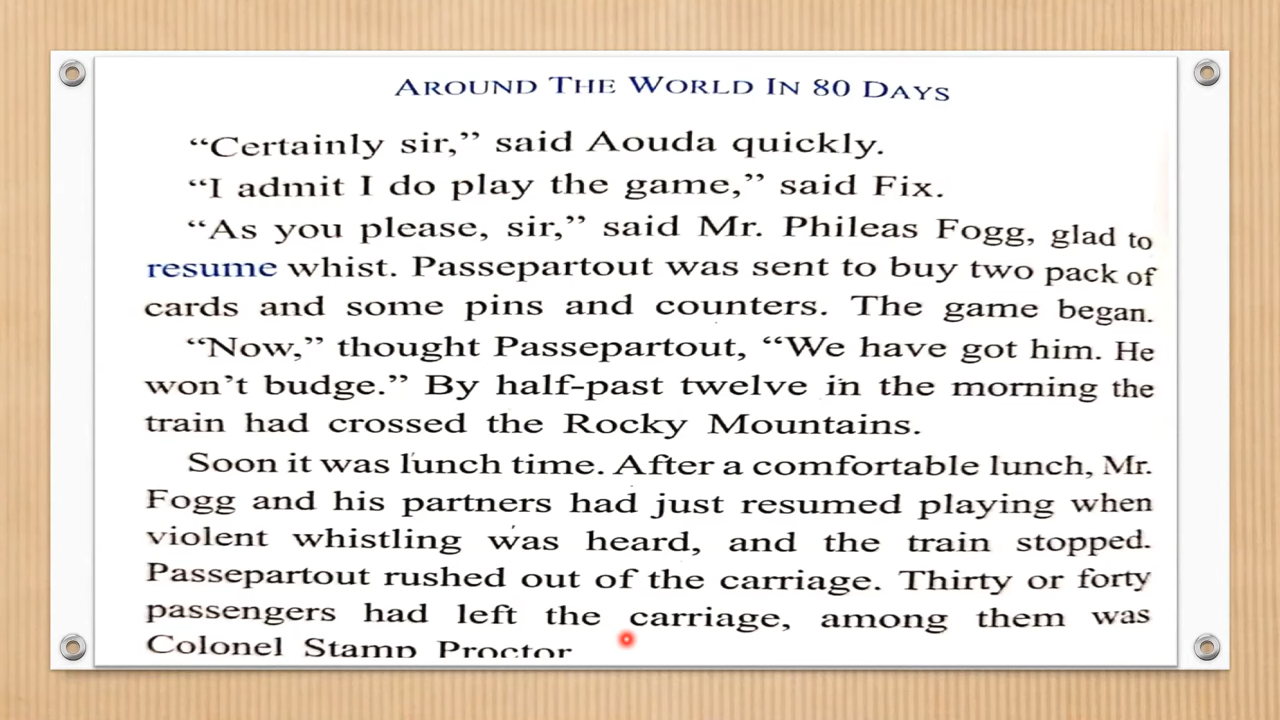 AROUND THE WORLD IN 80 DAYS
“Certainly sir,” said Aouda quickly.
“I admit I do play the game,” said Fix.
“As you please, sir,” said Mr. Phileas Fogg, glad to
resume whist. Passepartout was sent to buy two pack of
cards and some pins and counters. The game began.
“Now,” thought Passepartout, “We have got him. He
won’t budge.” By half-past twelve in the morning the
train had crossed the Rocky Mountains.
Soon it was lunch time. After a comfortable lunch, Mr.
Fogg and his partners had just resumed playing when
violent whistling was heard, and the train stopped.
Passepartout rushed out of the carriage. Thirty or forty
passengers had left the carriage, among them was
Colonel Stamp Proctor